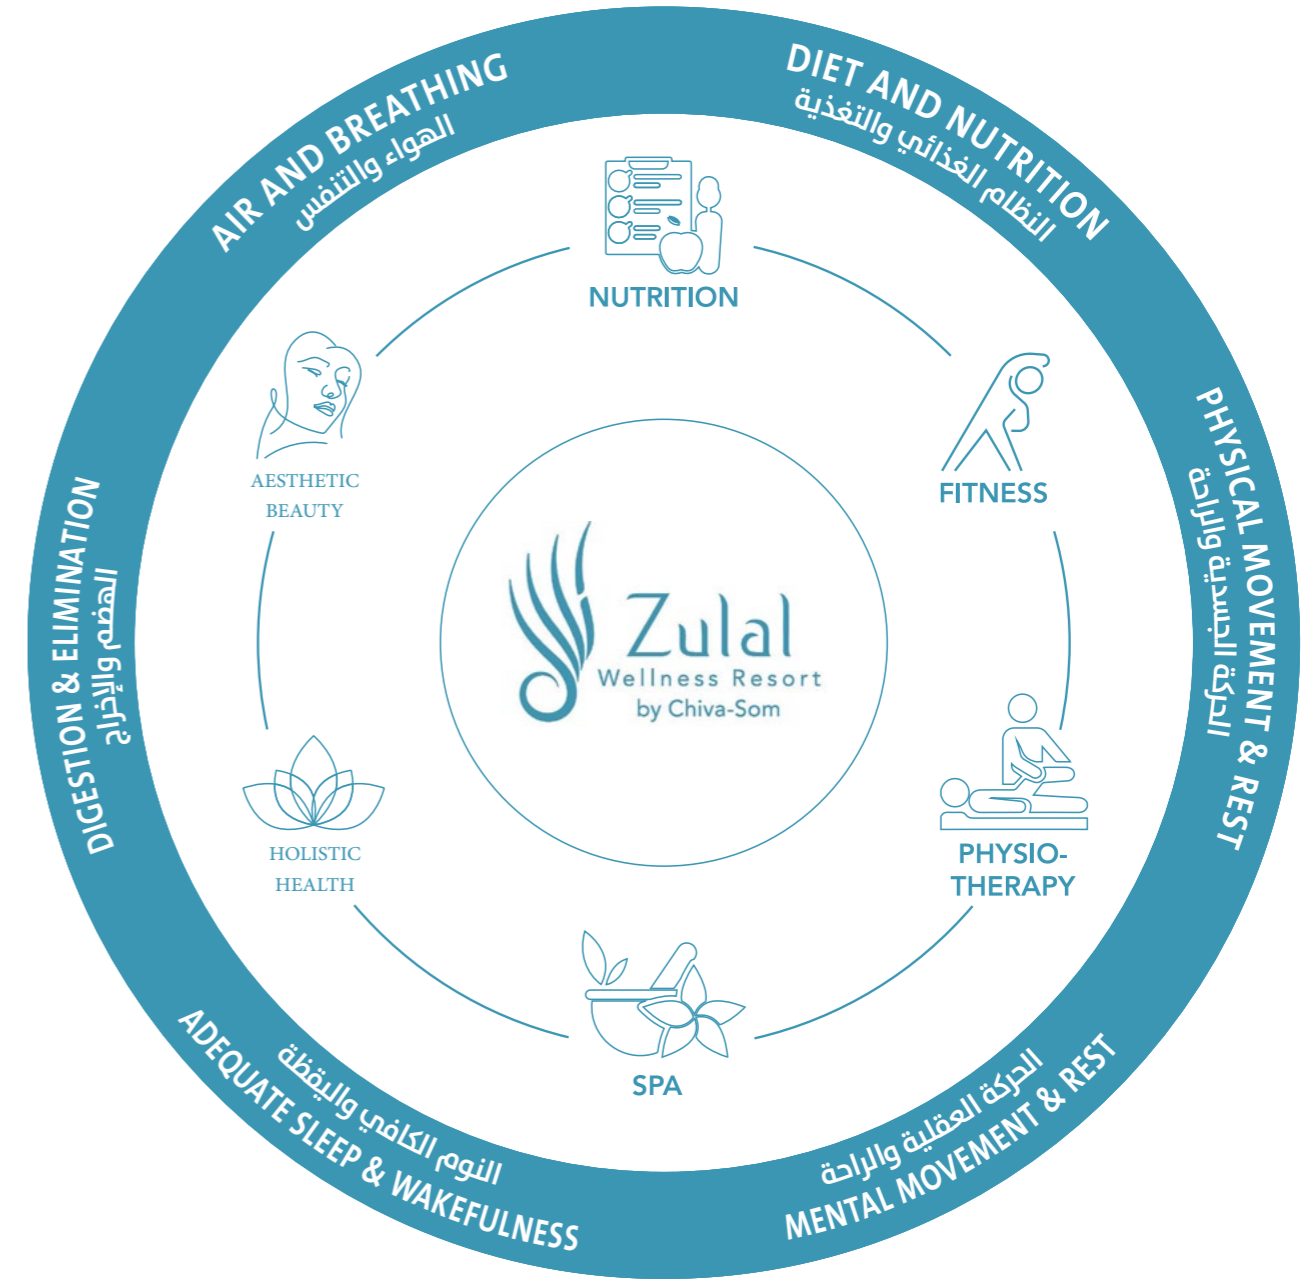 AIR AND BREATHING
الهواء والتنفس
DIET AND NUTRITION
النظام الغذائي والتغذية
PHYSICAL MOVEMENT & REST
الحركة الجسدية والراحة
MENTAL MOVEMENT & REST
الحركة العقلية والراحة
ADEQUATE SLEEP & WAKEFULNESS
النوم الكافي واليقظة
DIGESTION & ELIMINATION
الهضم والإخراج
NUTRITION
FITNESS
PHYSIO-
THERAPY
SPA
HOLISTIC
HEALTH
AESTHETIC
BEAUTY
Zulal
Wellness Resort
by Chiva-Som